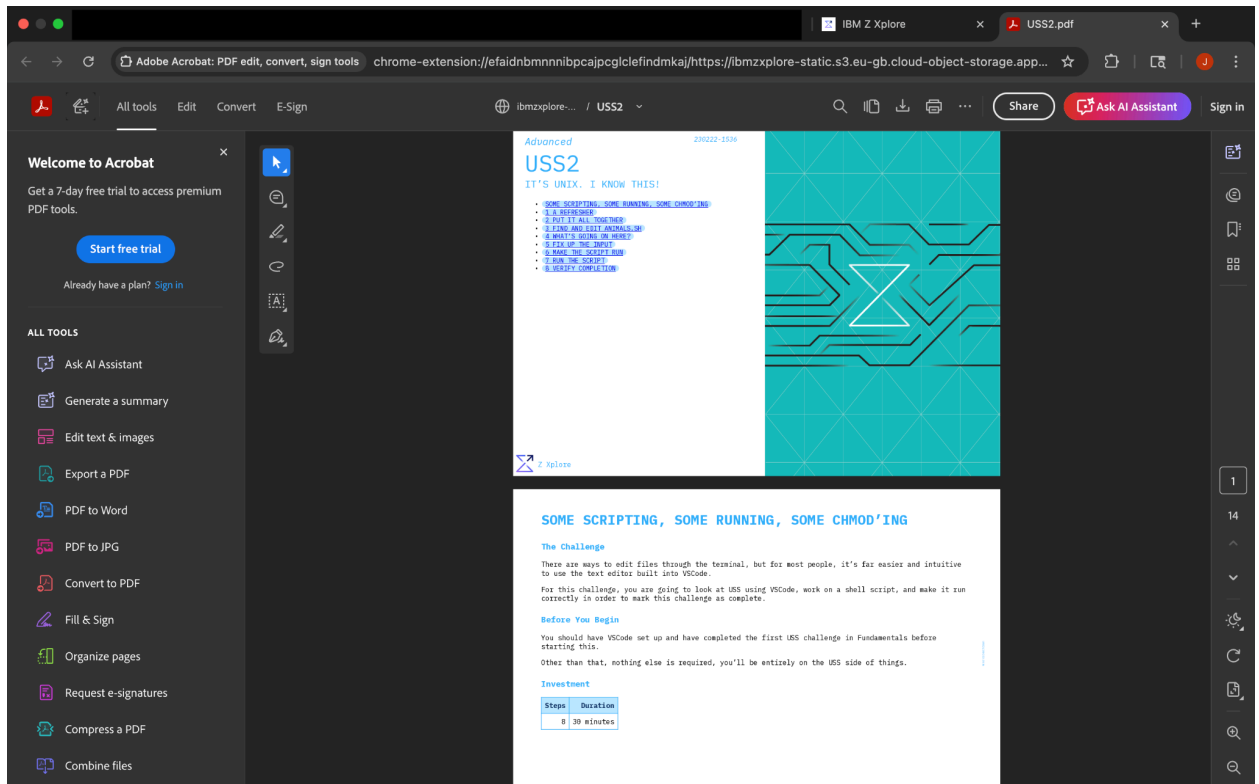 IBM Z Xplore
USS2.pdf
Adobe Acrobat: PDF edit, convert, sign tools
chrome-extension://efaidnbmnnnibpcajpcglclefindmkaj/https://ibmzxplore-static.s3.eu-gb.cloud-object-storage.app...
J
All tools
Edit
Convert
E-Sign
ibmzxplore-... / USS2
Share
Ask AI Assistant
Sign in
Welcome to Acrobat
Get a 7-day free trial to access premium
PDF tools.
Start free trial
Already have a plan? Sign in
ALL TOOLS
Ask AI Assistant
Generate a summary
Edit text & images
Export a PDF
PDF to Word
PDF to JPG
Convert to PDF
Fill & Sign
Organize pages
Request e-signatures
Compress a PDF
Combine files
Advanced
230222-1536
USS2
IT'S UNIX. I KNOW THIS!
• SOME SCRIPTING, SOME RUNNING, SOME CHMOD'ING
• 1 A REFRESHER
• 2 PUT IT ALL TOGETHER
• 3 FIND AND EDIT ANIMALS.SH
• 4 WHAT'S GOING ON HERE?
• 5 FIX UP THE INPUT
• 6 MAKE THE SCRIPT RUN
• 7 RUN THE SCRIPT
• 8 VERIFY COMPLETION
Z Xplore
SOME SCRIPTING, SOME RUNNING, SOME CHMOD'ING
The Challenge
There are ways to edit files through the terminal, but for most people, it's far easier and intuitive
to use the text editor built into VSCode.
For this challenge, you are going to look at USS using VSCode, work on a shell script, and make it run
correctly in order to mark this challenge as complete.
Before You Begin
You should have VSCode set up and have completed the first USS challenge in Fundamentals before
starting this.
Other than that, nothing else is required, you'll be entirely on the USS side of things.
Investment
Steps Duration
8 30 minutes
1
14